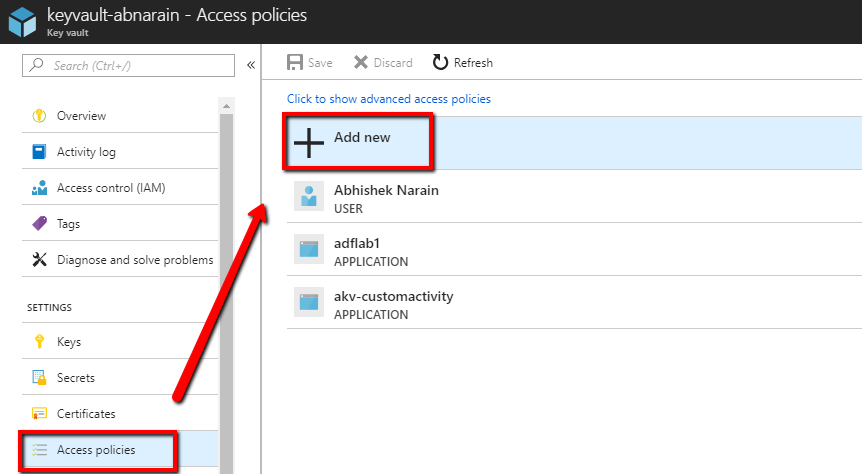 keyvault-abnarain - Access policies
Key vault
Search (Ctrl+/)
«
Overview
Activity log
Access control (IAM)
Tags
Diagnose and solve problems
SETTINGS
Keys
Secrets
Certificates
Access policies
Save Discard Refresh
Click to show advanced access policies
Add new
Abhishek Narain
USER
adflab1
APPLICATION
akv-customactivity
APPLICATION